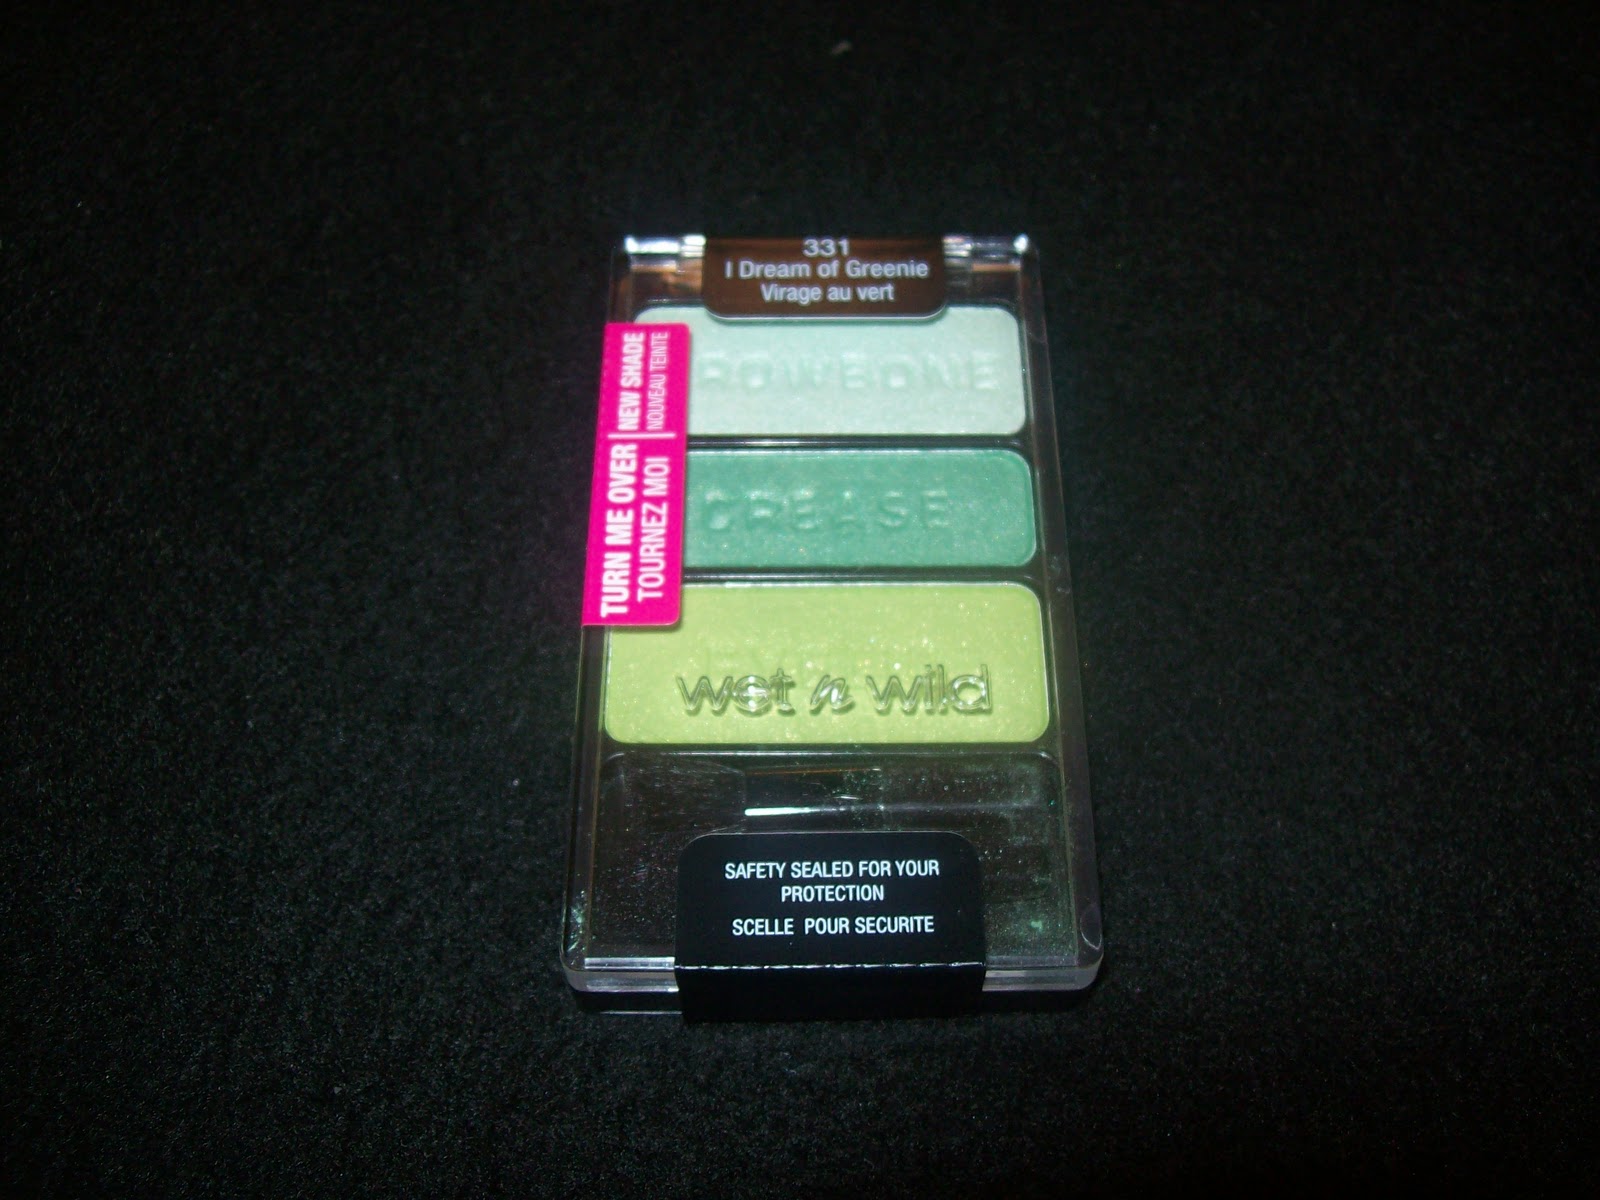 331
I Dream of Greenie
Virage au vert
TURN ME OVER
TOURNEZ MOI
NEW SHADE
NOUVEAU TEINTE
ROWBONE
CREASE
wet n wild
SAFETY SEALED FOR YOUR
PROTECTION
SCELLE POUR SECURITE